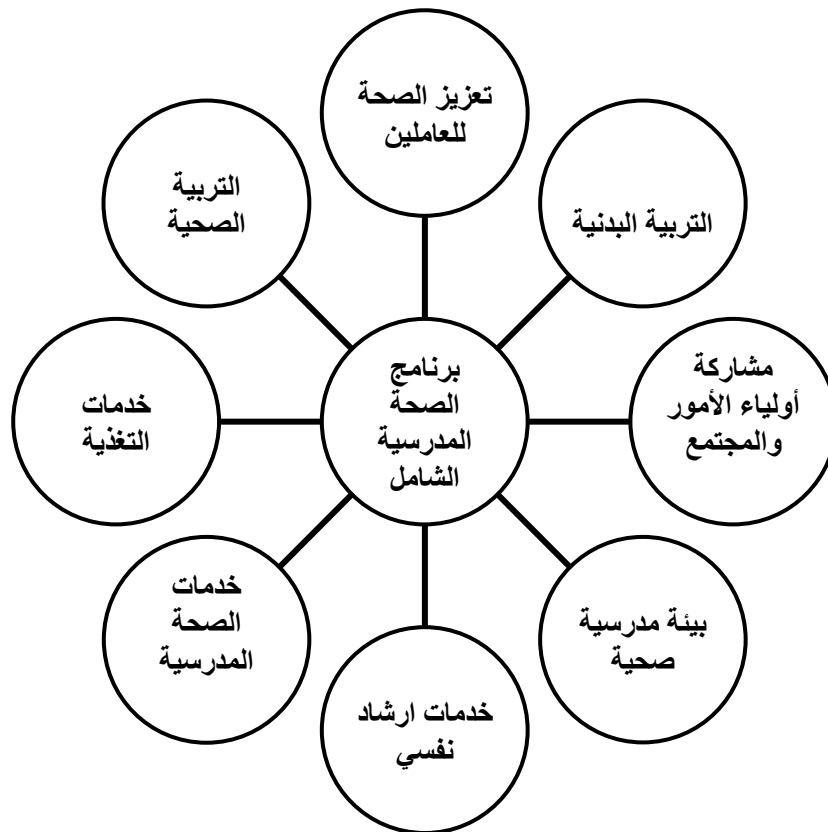 تعزيز الصحة
للعاملين
التربية
الصحية
التربية البدنية
برنامج
الصحة
المدرسية
الشامل
مشاركة
أولياء الأمور
والمجتمع
خدمات
التغذية
خدمات
الصحة
المدرسية
بيئة مدرسية
صحية
خدمات ارشاد
نفسي